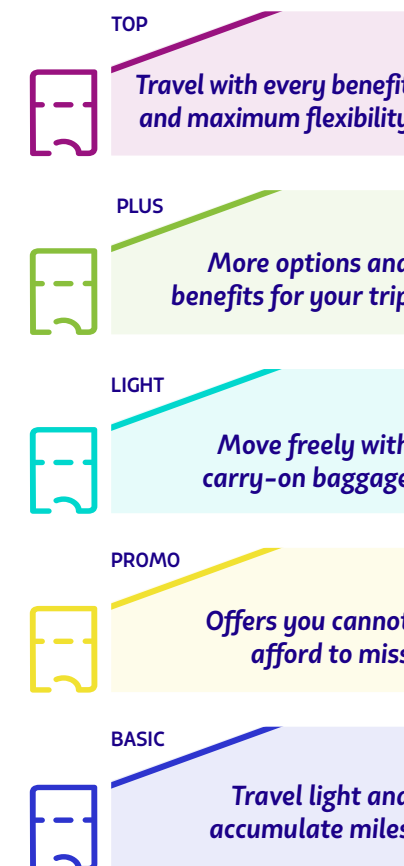 TOP
Travel with every benefit
and maximum flexibility
PLUS
More options and
benefits for your trip
LIGHT
Move freely with
carry-on baggage
PROMO
Offers you cannot
afford to miss
BASIC
Travel light and
accumulate miles